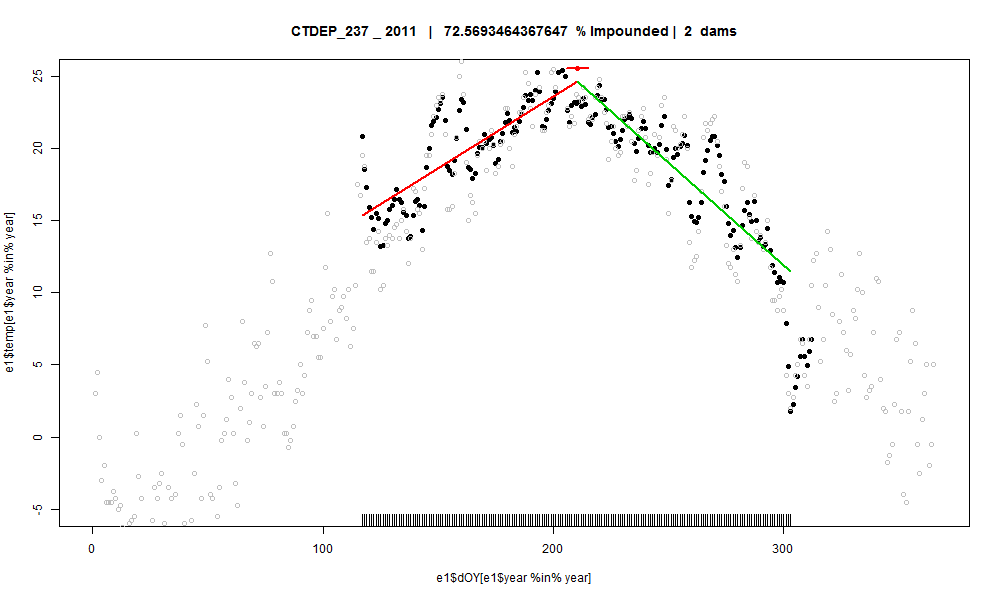 CTDEP_237 _ 2011 | 72.5693464367647 % Impounded | 2 dams
e1$temp[e1$year %in% year]
25
20
15
10
5
0
-5
0 100 200 300
e1$dOY[e1$year %in% year]